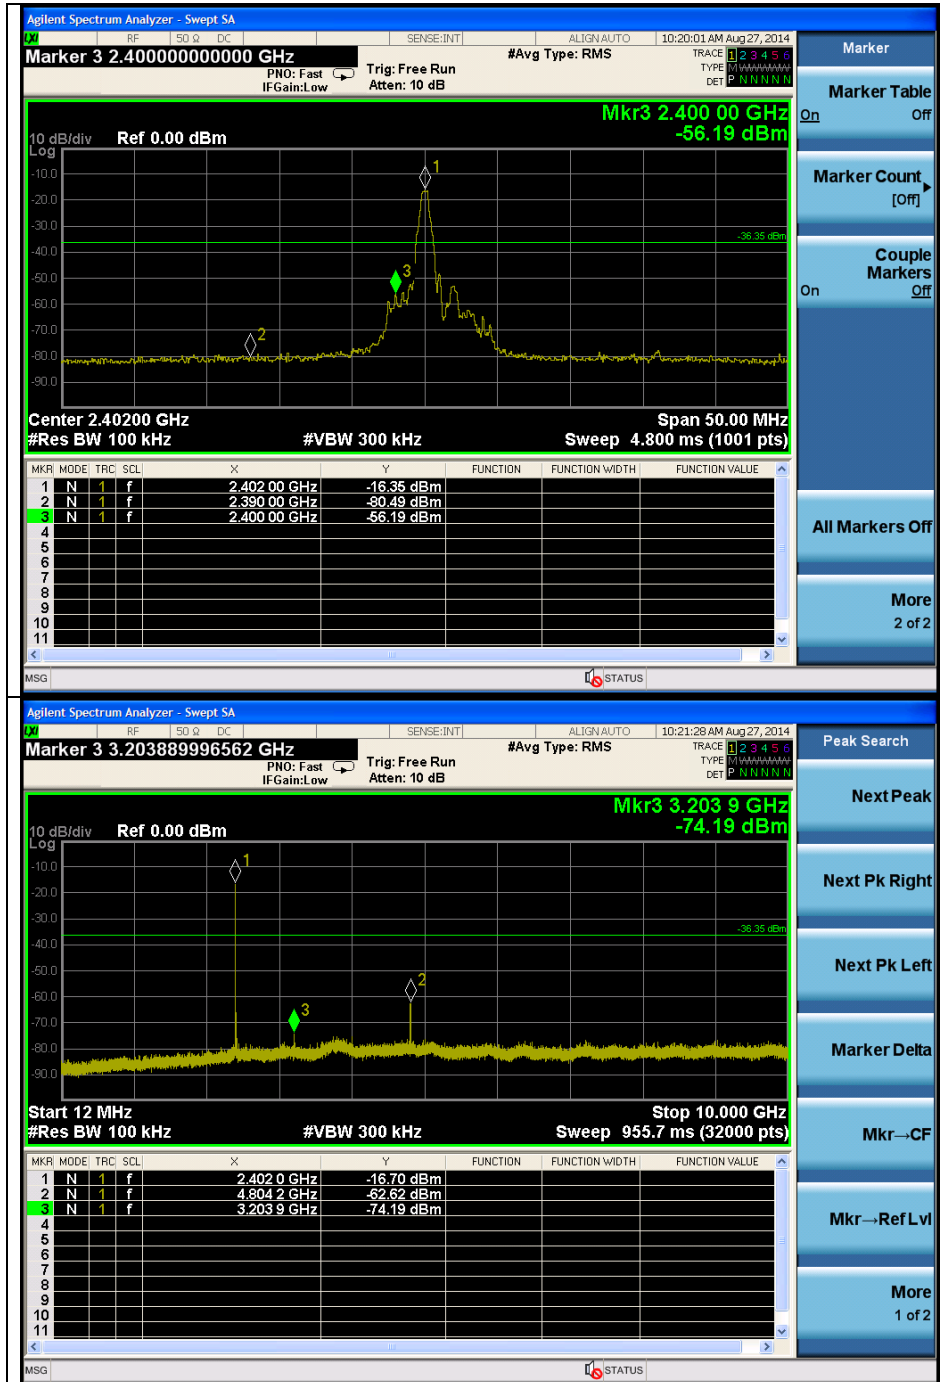 Agilent Spectrum Analyzer - Swept SA
LXI RF 50 Ω DC SENSE:INT ALIGN AUTO 10:20:01 AM Aug 27, 2014
Marker 3 2.400000000000 GHz #Avg Type: RMS TRACE 1 2 3 4 5 6
PNO: Fast Trig: Free Run TYPE M W W W W W
IFGain:Low Atten: 10 dB DET P N N N N N
Mkr3 2.400 00 GHz
-56.19 dBm
10 dB/div Ref 0.00 dBm
Log
-10.0
-20.0
-30.0
-40.0
-50.0
-60.0
-70.0
-80.0
-90.0
1
2
3
-36.35 dBm
Center 2.40200 GHz Span 50.00 MHz
#Res BW 100 kHz #VBW 300 kHz Sweep 4.800 ms (1001 pts)
MKR MODE TRC SCL X Y FUNCTION FUNCTION WIDTH FUNCTION VALUE
1 N 1 f 2.402 00 GHz -16.35 dBm
2 N 1 f 2.390 00 GHz -80.49 dBm
3 N 1 f 2.400 00 GHz -56.19 dBm
4
5
6
7
8
9
10
11
MSG STATUS
Marker
Marker Table
On Off
Marker Count
[Off]
Couple
Markers
On Off
All Markers Off
More
2 of 2
Agilent Spectrum Analyzer - Swept SA
LXI RF 50 Ω DC SENSE:INT ALIGN AUTO 10:21:28 AM Aug 27, 2014
Marker 3 3.203889996562 GHz #Avg Type: RMS TRACE 1 2 3 4 5 6
PNO: Fast Trig: Free Run TYPE M W W W W W
IFGain:Low Atten: 10 dB DET P N N N N N
Mkr3 3.203 9 GHz
-74.19 dBm
10 dB/div Ref 0.00 dBm
Log
-10.0
-20.0
-30.0
-40.0
-50.0
-60.0
-70.0
-80.0
-90.0
1
2
3
-36.35 dBm
Start 12 MHz Stop 10.000 GHz
#Res BW 100 kHz #VBW 300 kHz Sweep 955.7 ms (32000 pts)
MKR MODE TRC SCL X Y FUNCTION FUNCTION WIDTH FUNCTION VALUE
1 N 1 f 2.402 0 GHz -16.70 dBm
2 N 1 f 4.804 2 GHz -62.62 dBm
3 N 1 f 3.203 9 GHz -74.19 dBm
4
5
6
7
8
9
10
11
MSG STATUS
Peak Search
Next Peak
Next Pk Right
Next Pk Left
Marker Delta
Mkr→CF
Mkr→Ref Lvl
More
1 of 2